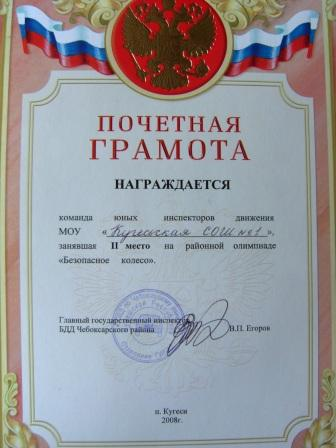 ПОЧЕТНАЯ
ГРАМОТА
НАГРАЖДАЕТСЯ
команда юных инспекторов движения
МОУ «Кугесьская СОШ №1»,
занявшая II место на районной олимпиаде
«Безопасное колесо».
Главный государственный инспектор
БДД Чебоксарского района В.П. Егоров
п. Кугеси
2008г.